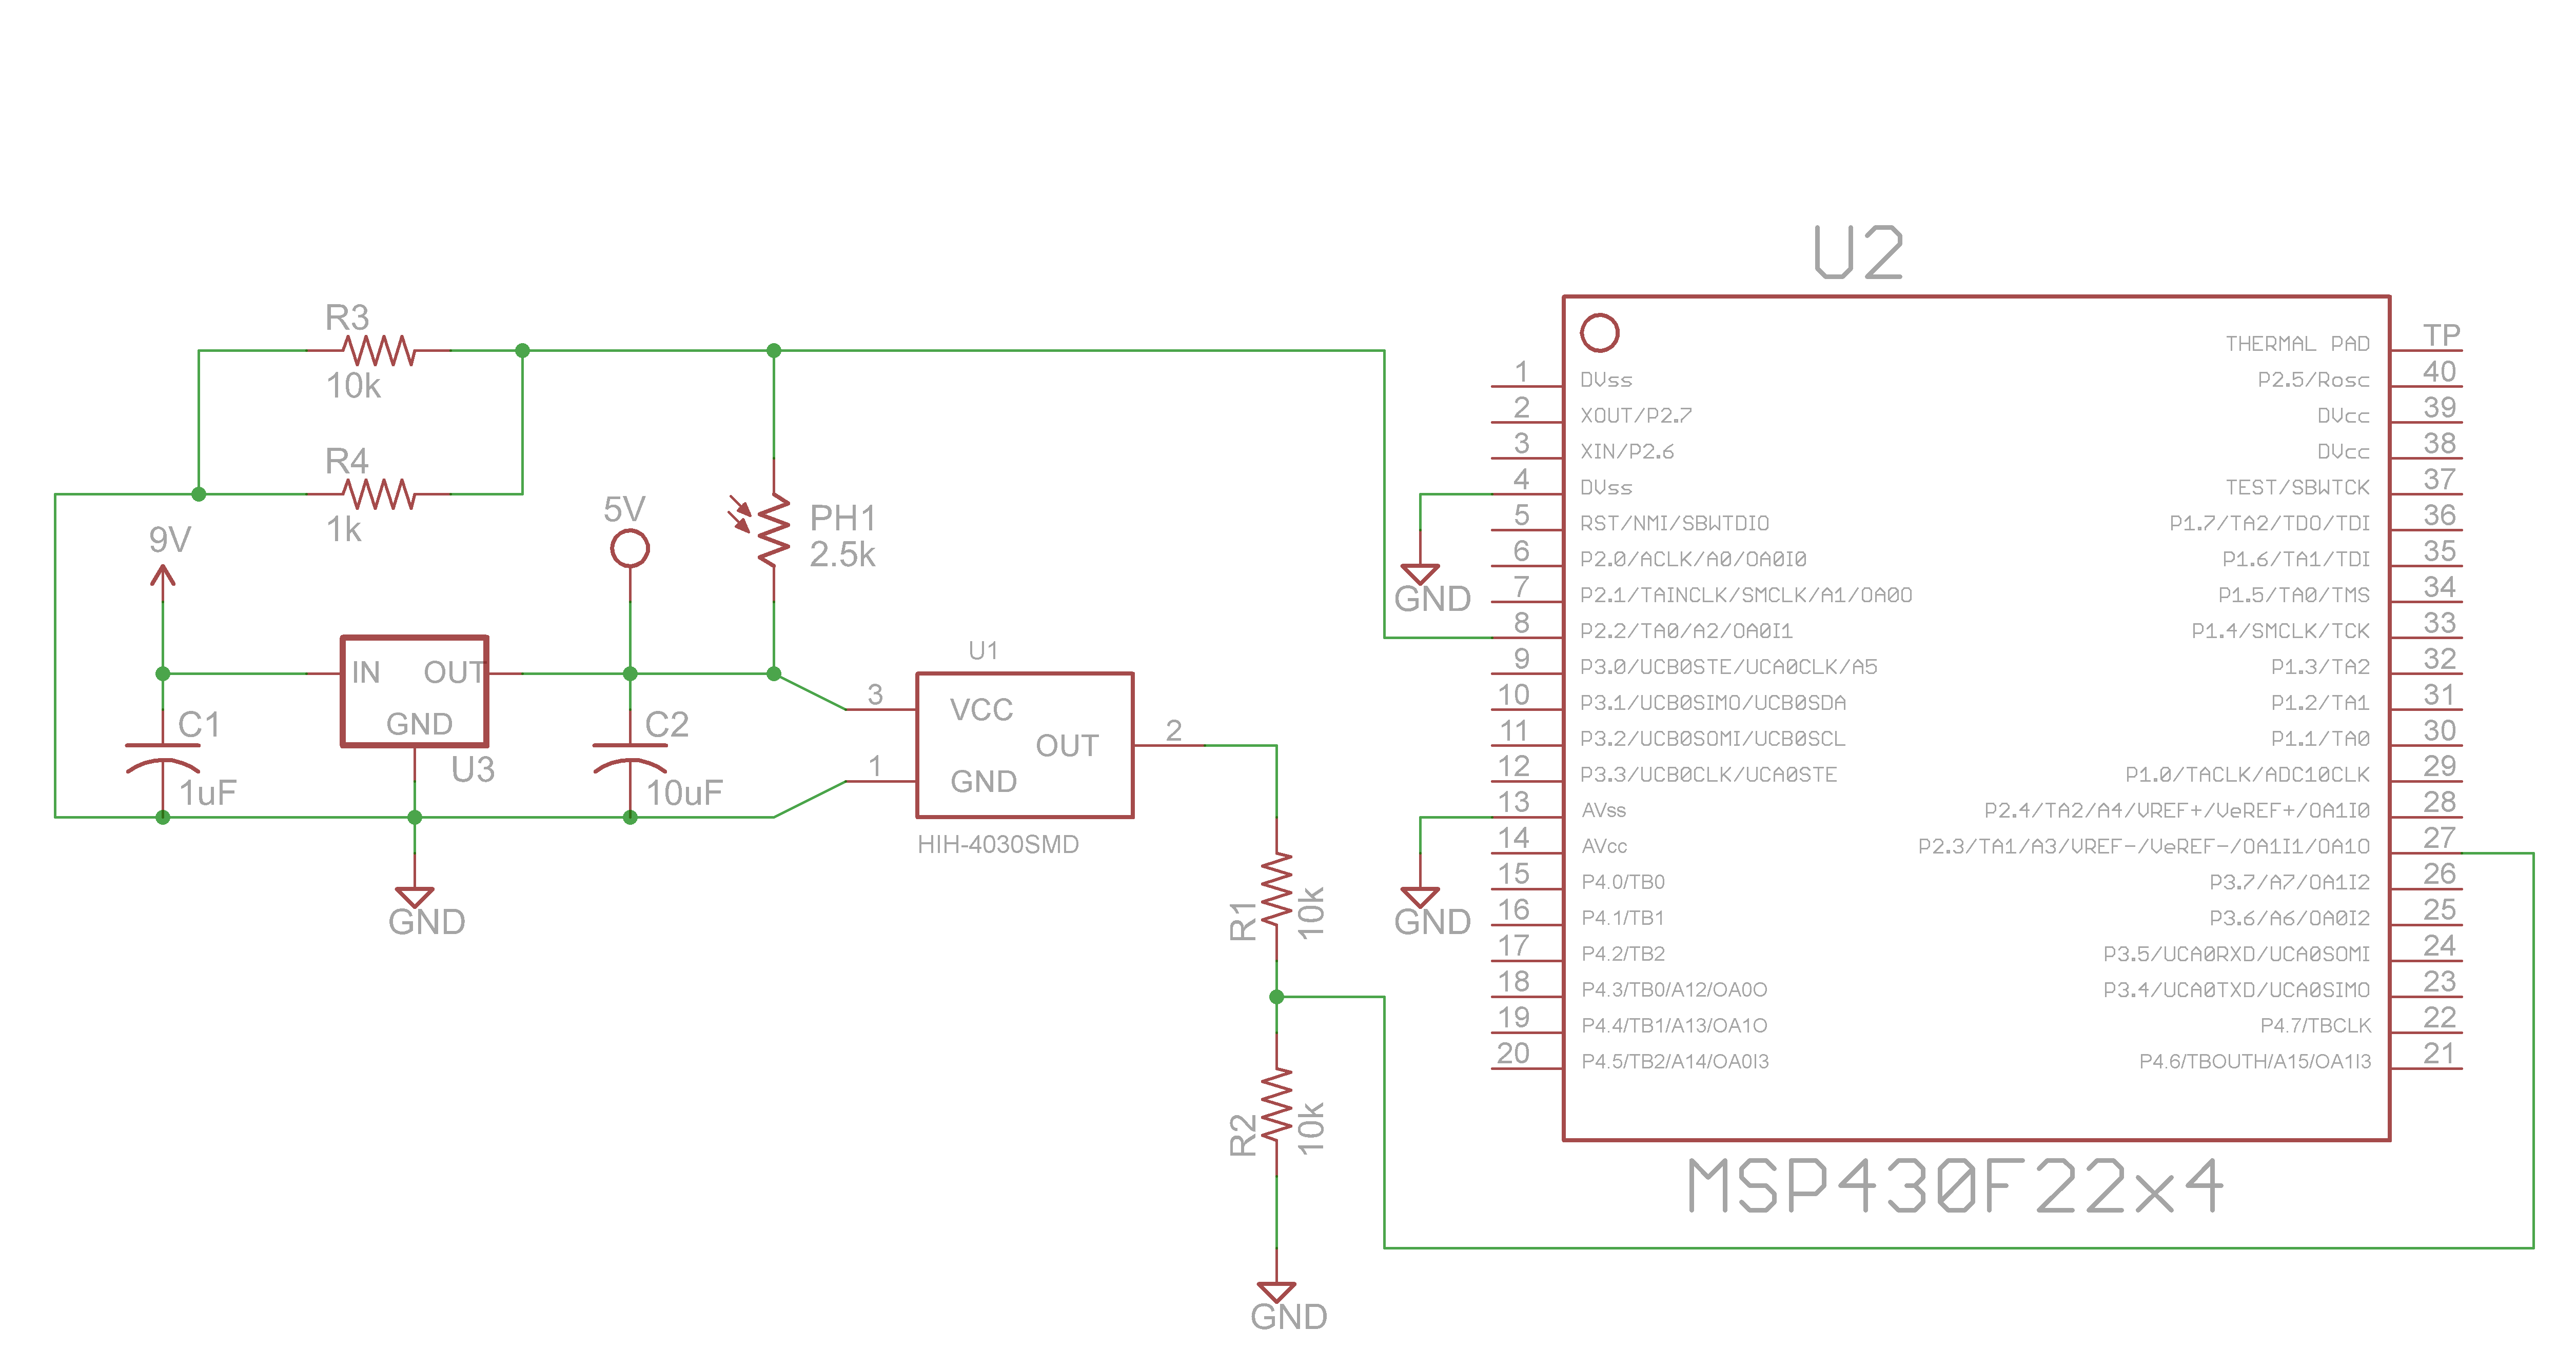 U2
R3
10k
R4
1k
9V
5V
PH1
2.5k
IN
OUT
GND
U3
C1
1uF
C2
10uF
GND
U1
3
VCC
1
GND
OUT
2
HIH-4030SMD
R1
10k
R2
10k
GND
GND
GND
1 DVss
2 XOUT/P2.7
3 XIN/P2.6
4 DVss
5 RST/NMI/SBWTDIO
6 P2.0/ACLK/A0/OA0I0
7 P2.1/TAINCLK/SMCLK/A1/OA0O
8 P2.2/TA0/A2/OA0I1
9 P3.0/UCB0STE/UCA0CLK/A5
10 P3.1/UCB0SIMO/UCB0SDA
11 P3.2/UCB0SOMI/UCB0SCL
12 P3.3/UCB0CLK/UCA0STE
13 AVss
14 AVcc
15 P4.0/TB0
16 P4.1/TB1
17 P4.2/TB2
18 P4.3/TB0/A12/OA0O
19 P4.4/TB1/A13/OA1O
20 P4.5/TB2/A14/OA0I3
THERMAL PAD TP
P2.5/Rosc 40
DVcc 39
DVcc 38
TEST/SBWTCK 37
P1.7/TA2/TDO/TDI 36
P1.6/TA1/TDI 35
P1.5/TA0/TMS 34
P1.4/SMCLK/TCK 33
P1.3/TA2 32
P1.2/TA1 31
P1.1/TA0 30
P1.0/TACLK/ADC10CLK 29
P2.4/TA2/A4/VREF+/VeREF+/OA1I0 28
P2.3/TA1/A3/VREF-/VeREF-/OA1I1/OA1O 27
P3.7/A7/OA1I2 26
P3.6/A6/OA0I2 25
P3.5/UCA0RXD/UCA0SOMI 24
P3.4/UCA0TXD/UCA0SIMO 23
P4.7/TBCLK 22
P4.6/TBOUTH/A15/OA1I3 21
MSP430F22x4